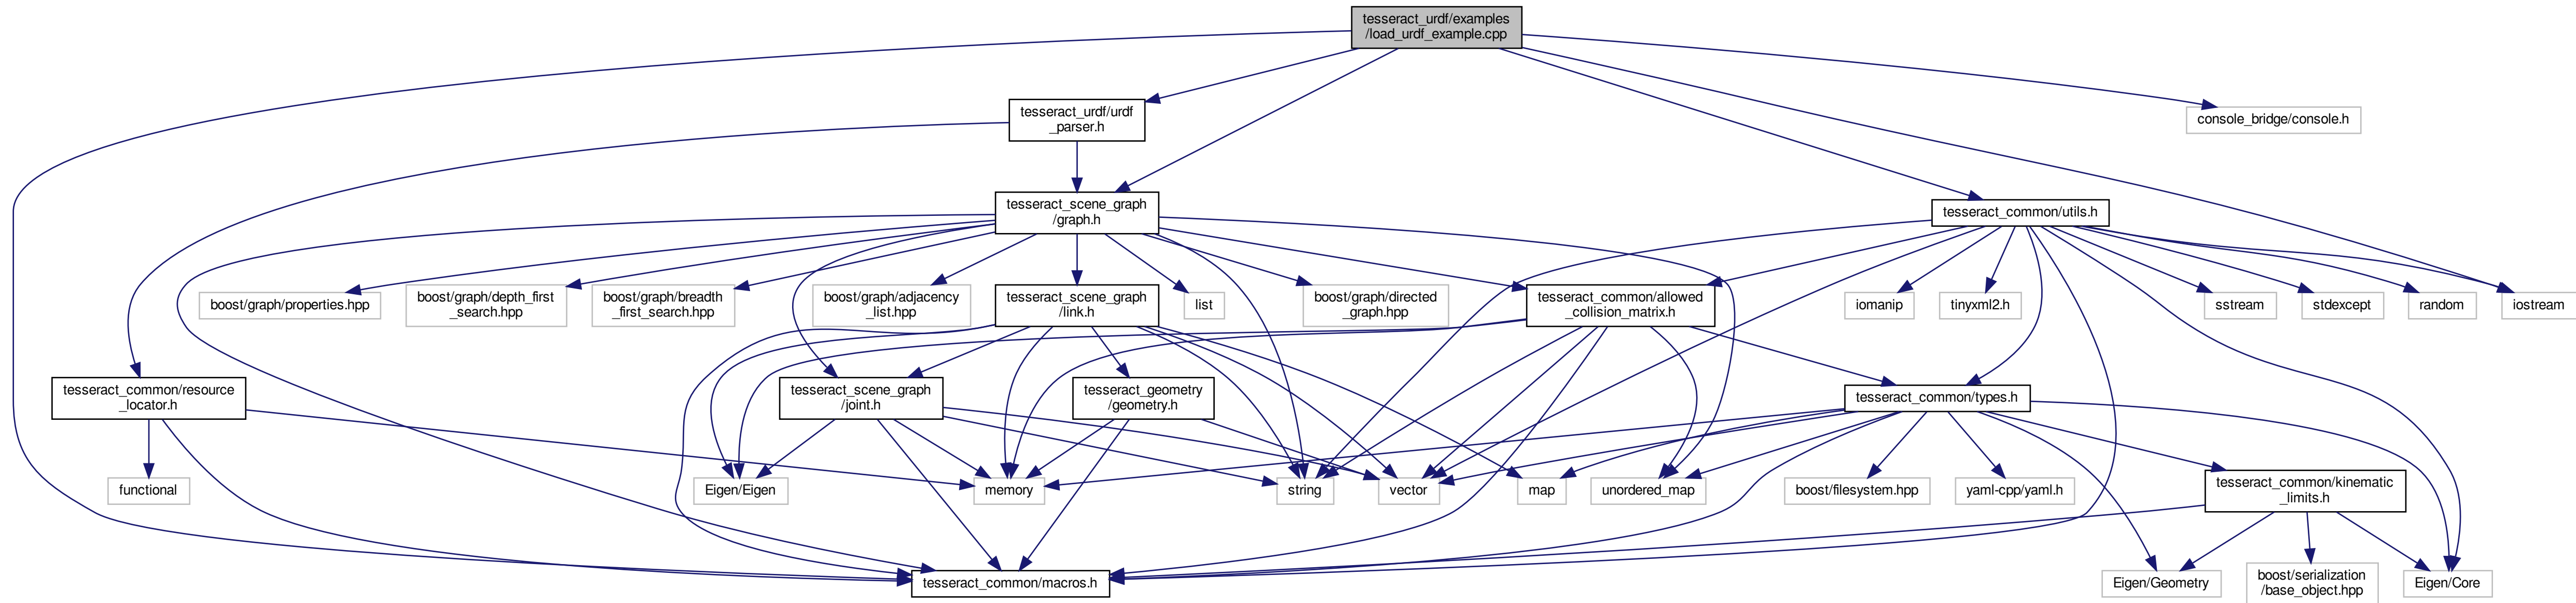 tesseract_urdf/examples
/load_urdf_example.cpp
tesseract_urdf/urdf
_parser.h
console_bridge/console.h
tesseract_scene_graph
/graph.h
tesseract_common/utils.h
boost/graph/properties.hpp
boost/graph/depth_first
_search.hpp
boost/graph/breadth
_first_search.hpp
boost/graph/adjacency
_list.hpp
tesseract_scene_graph
/link.h
list
boost/graph/directed
_graph.hpp
tesseract_common/allowed
_collision_matrix.h
iomanip
tinyxml2.h
sstream
stdexcept
random
iostream
tesseract_common/resource
_locator.h
tesseract_scene_graph
/joint.h
tesseract_geometry
/geometry.h
tesseract_common/types.h
functional
Eigen/Eigen
memory
string
vector
map
unordered_map
boost/filesystem.hpp
yaml-cpp/yaml.h
tesseract_common/kinematic
_limits.h
tesseract_common/macros.h
Eigen/Geometry
boost/serialization
/base_object.hpp
Eigen/Core